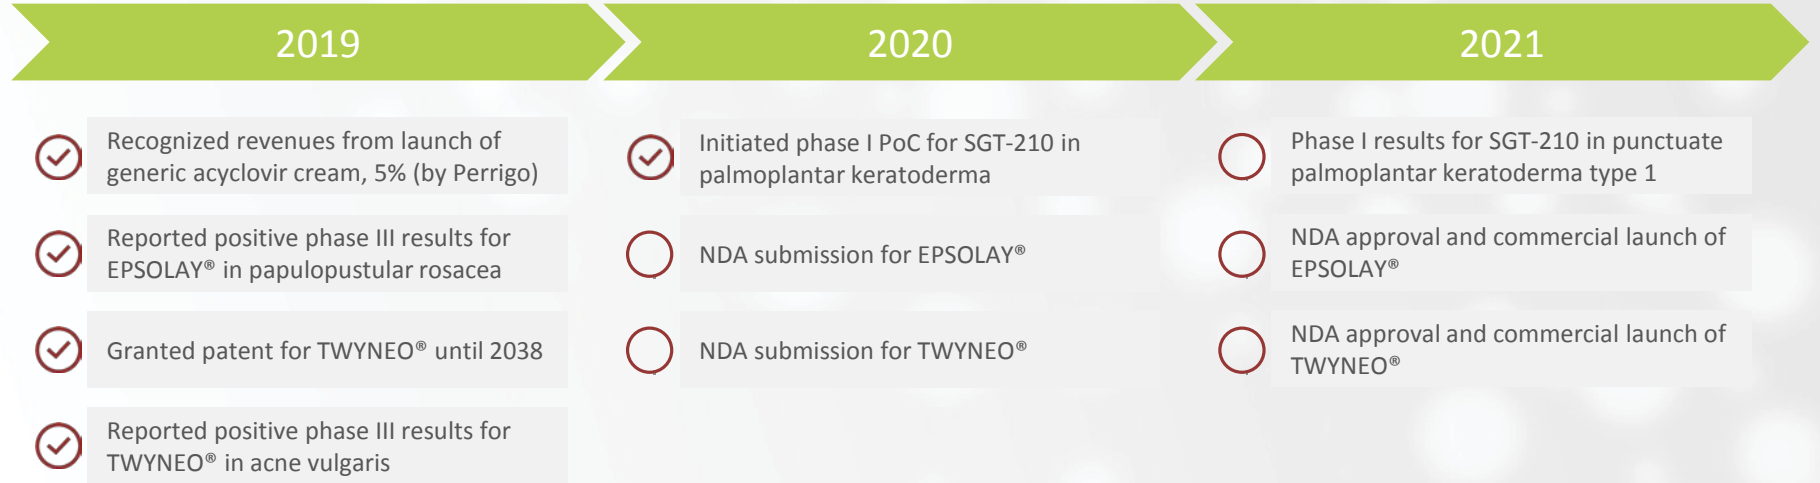 2019
2020
2021
Recognized revenues from launch of
generic acyclovir cream, 5% (by Perrigo)
Reported positive phase III results for
EPSOLAY® in papulopustular rosacea
Granted patent for TWYNEO® until 2038
Reported positive phase III results for
TWYNEO® in acne vulgaris
Initiated phase I PoC for SGT-210 in
palmoplantar keratoderma
NDA submission for EPSOLAY®
NDA submission for TWYNEO®
Phase I results for SGT-210 in punctuate
palmoplantar keratoderma type 1
NDA approval and commercial launch of
EPSOLAY®
NDA approval and commercial launch of
TWYNEO®